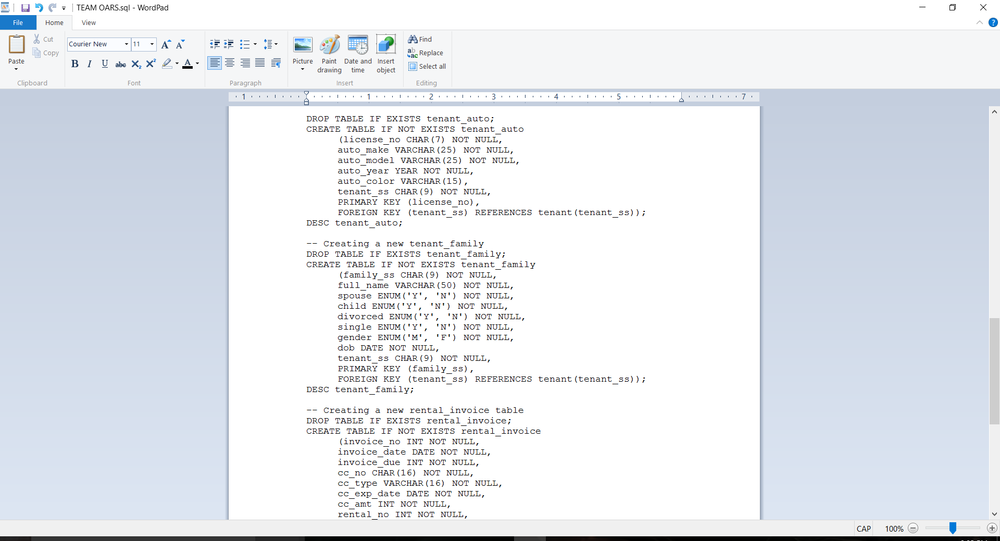 TEAM OARS.sql - WordPad
File Home View
Paste
Cut
Copy
Clipboard
Courier New 11
A A
B I U abc X2 X2 A
Font
Paragraph
Picture
Paint drawing
Date and time
Insert object
Insert
Find
Replace
Select all
Editing
1 1 2 3 4 5 7
DROP TABLE IF EXISTS tenant_auto;
CREATE TABLE IF NOT EXISTS tenant_auto
(license_no CHAR(7) NOT NULL,
auto_make VARCHAR(25) NOT NULL,
auto_model VARCHAR(25) NOT NULL,
auto_year YEAR NOT NULL,
auto_color VARCHAR(15),
tenant_ss CHAR(9) NOT NULL,
PRIMARY KEY (license_no),
FOREIGN KEY (tenant_ss) REFERENCES tenant(tenant_ss));
DESC tenant_auto;
-- Creating a new tenant_family
DROP TABLE IF EXISTS tenant_family;
CREATE TABLE IF NOT EXISTS tenant_family
(family_ss CHAR(9) NOT NULL,
full_name VARCHAR(50) NOT NULL,
spouse ENUM('Y', 'N') NOT NULL,
child ENUM('Y', 'N') NOT NULL,
divorced ENUM('Y', 'N') NOT NULL,
single ENUM('Y', 'N') NOT NULL,
gender ENUM('M', 'F') NOT NULL,
dob DATE NOT NULL,
tenant_ss CHAR(9) NOT NULL,
PRIMARY KEY (family_ss),
FOREIGN KEY (tenant_ss) REFERENCES tenant(tenant_ss));
DESC tenant_family;
-- Creating a new rental_invoice table
DROP TABLE IF EXISTS rental_invoice;
CREATE TABLE IF NOT EXISTS rental_invoice
(invoice_no INT NOT NULL,
invoice_date DATE NOT NULL,
invoice_due INT NOT NULL,
cc_no CHAR(16) NOT NULL,
cc_type VARCHAR(16) NOT NULL,
cc_exp_date DATE NOT NULL,
cc_amt INT NOT NULL,
rental_no INT NOT NULL,
CAP 100%